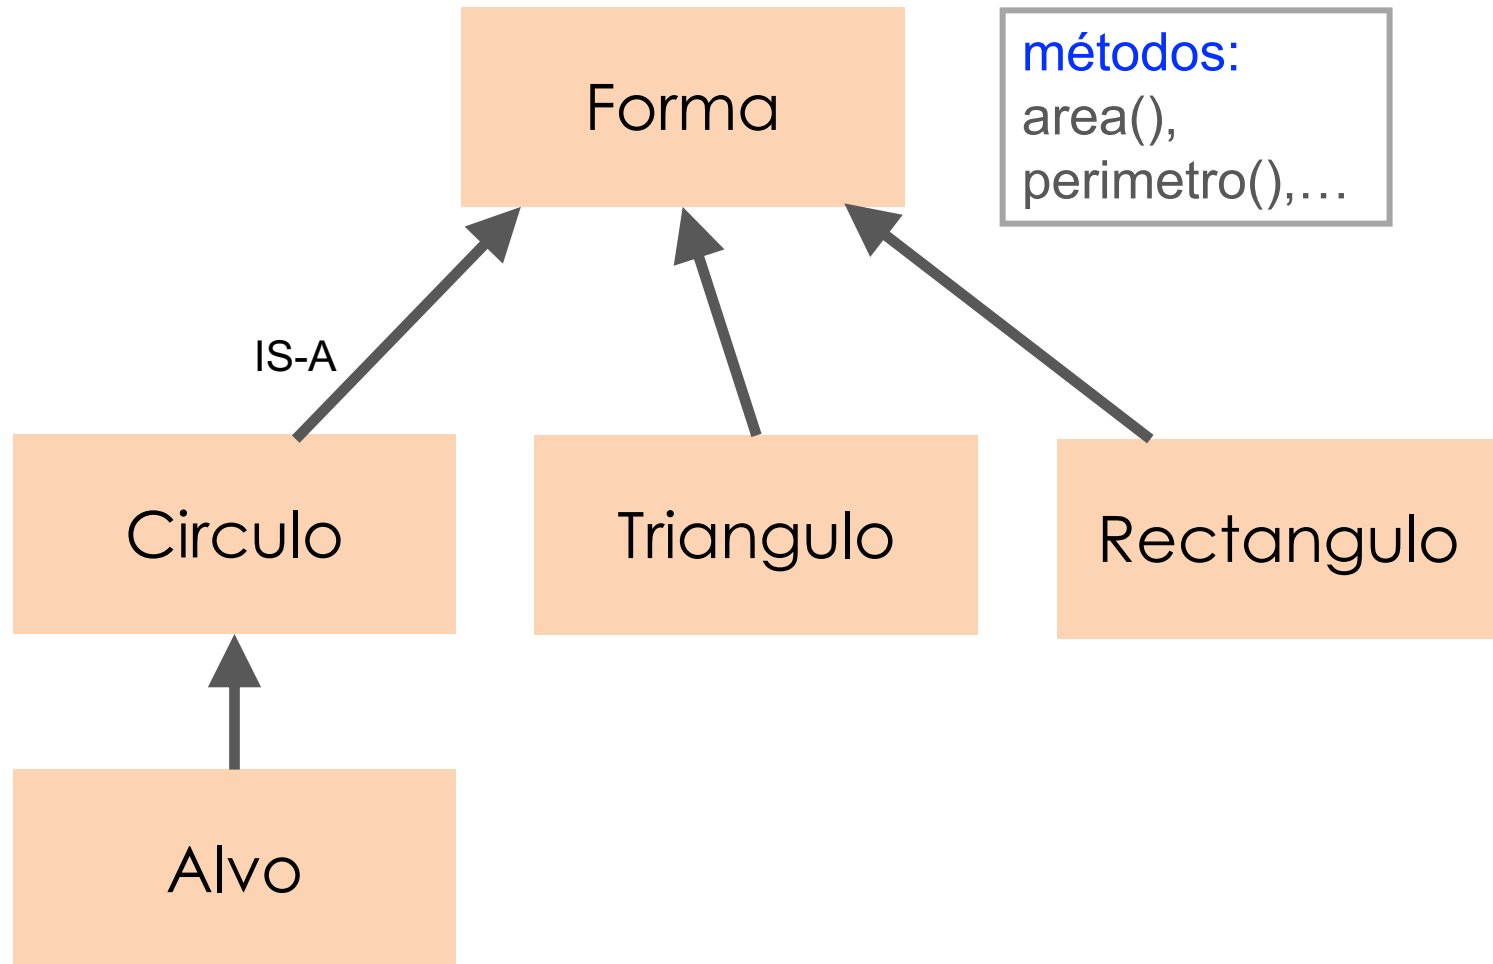 Forma
métodos:
area(),
perimetro(),…
IS-A
Circulo
Triangulo
Rectangulo
Alvo